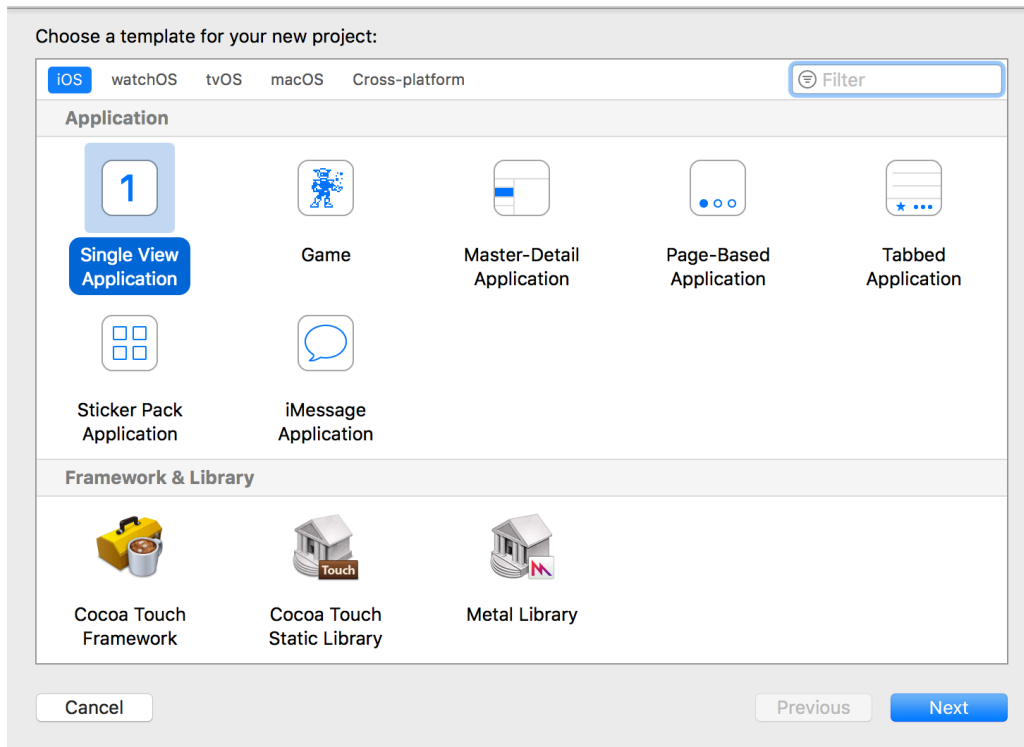 Choose a template for your new project:
iOS watchOS tvOS macOS Cross-platform Filter
Application
1
Single View Application
Game
Master-Detail Application
Page-Based Application
Tabbed Application
Sticker Pack Application
iMessage Application
Framework & Library
Touch
Cocoa Touch Framework
Cocoa Touch Static Library
Metal Library
Cancel Previous Next